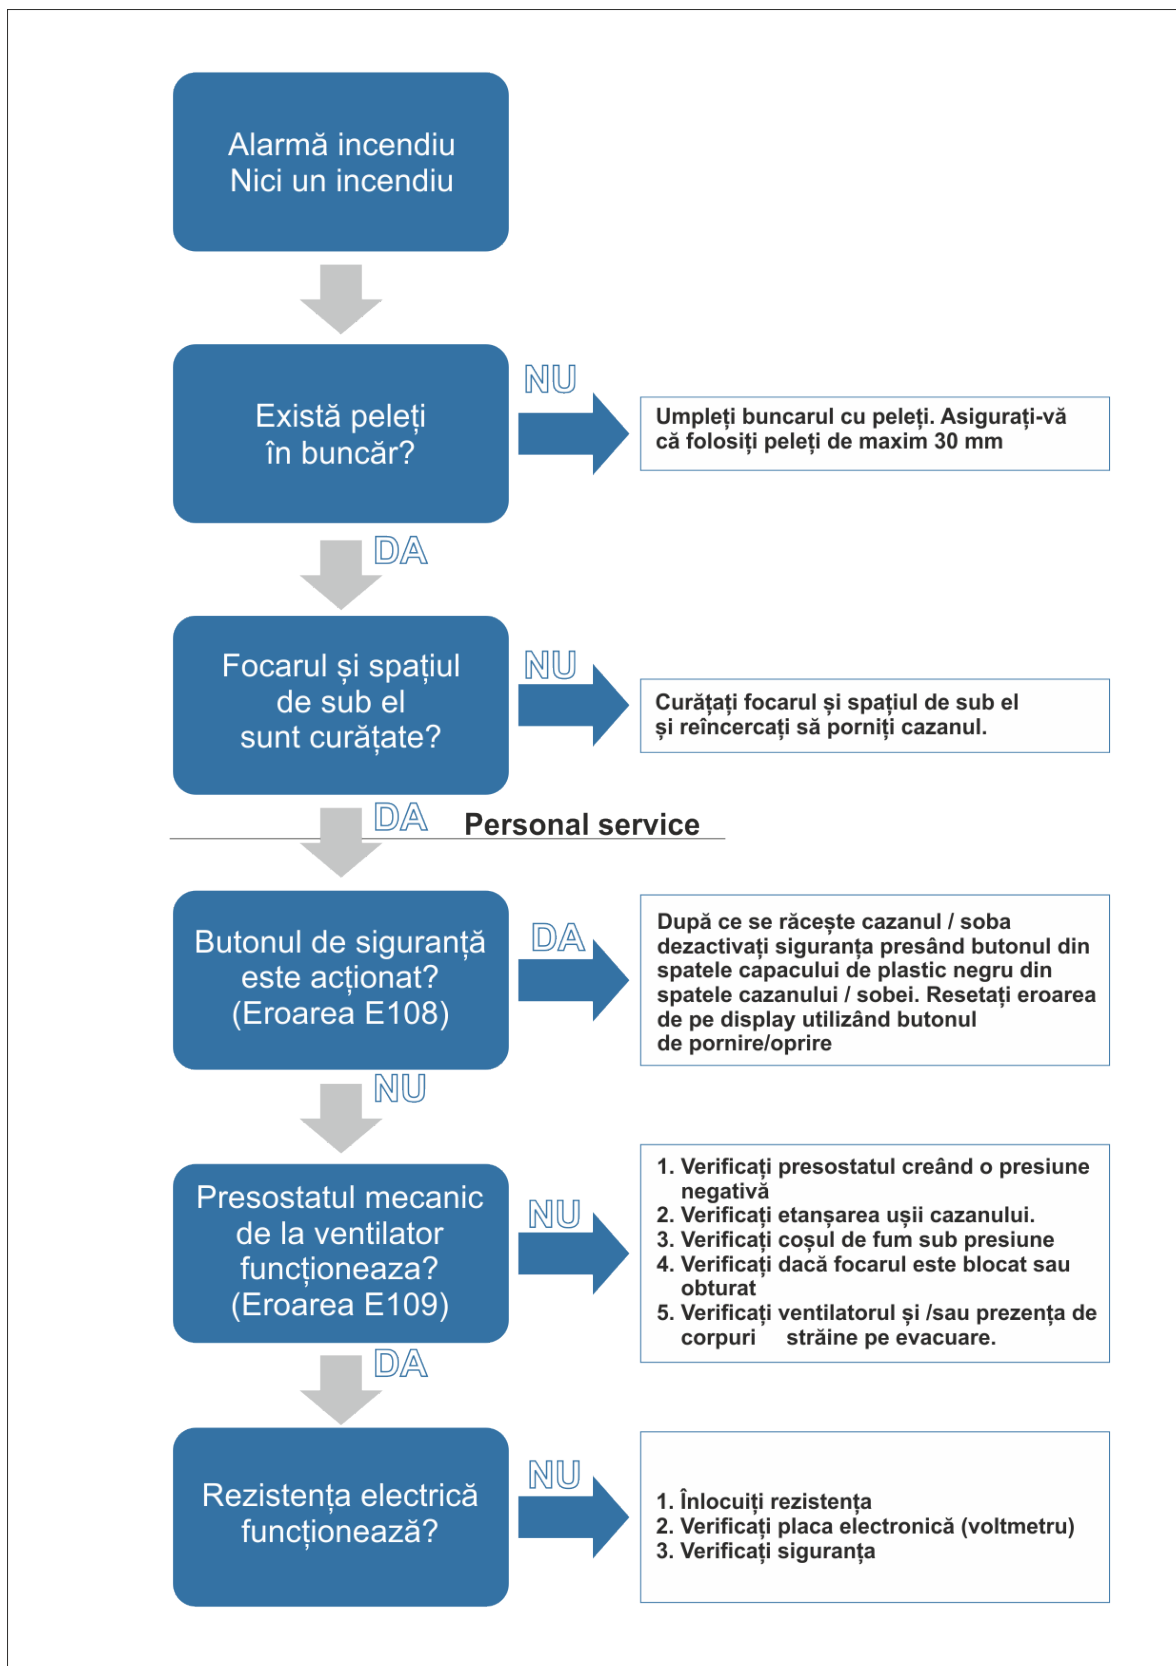 Alarmă incendiu
Nici un incendiu
Există peleți
în buncăr?
NU
Umpleți buncarul cu peleți. Asigurați-vă
că folosiți peleți de maxim 30 mm
DA
Focarul și spațiul
de sub el
sunt curățate?
NU
Curățați focarul și spațiul de sub el
și reîncercați să porniți cazanul.
DA
Personal service
Butonul de siguranță
este acționat?
(Eroarea E108)
DA
După ce se răcește cazanul / soba
dezactivați siguranța presând butonul din
spatele capacului de plastic negru din
spatele cazanului / sobei. Resetați eroarea
de pe display utilizând butonul
de pornire/oprire
NU
Presostatul mecanic
de la ventilator
funcționeaza?
(Eroarea E109)
NU
1. Verificați presostatul creând o presiune
negativă
2. Verificați etanșarea ușii cazanului.
3. Verificați coșul de fum sub presiune
4. Verificați dacă focarul este blocat sau
obturat
5. Verificați ventilatorul și /sau prezența de
corpuri străine pe evacuare.
DA
Rezistența electrică
funcționează?
NU
1. Înlocuiți rezistența
2. Verificați placa electronică (voltmetru)
3. Verificați siguranța